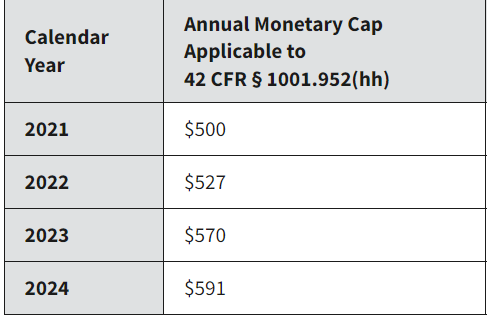 Calendar
Year
Annual Monetary Cap
Applicable to
42 CFR § 1001.952(hh)
2021 $500
2022 $527
2023 $570
2024 $591